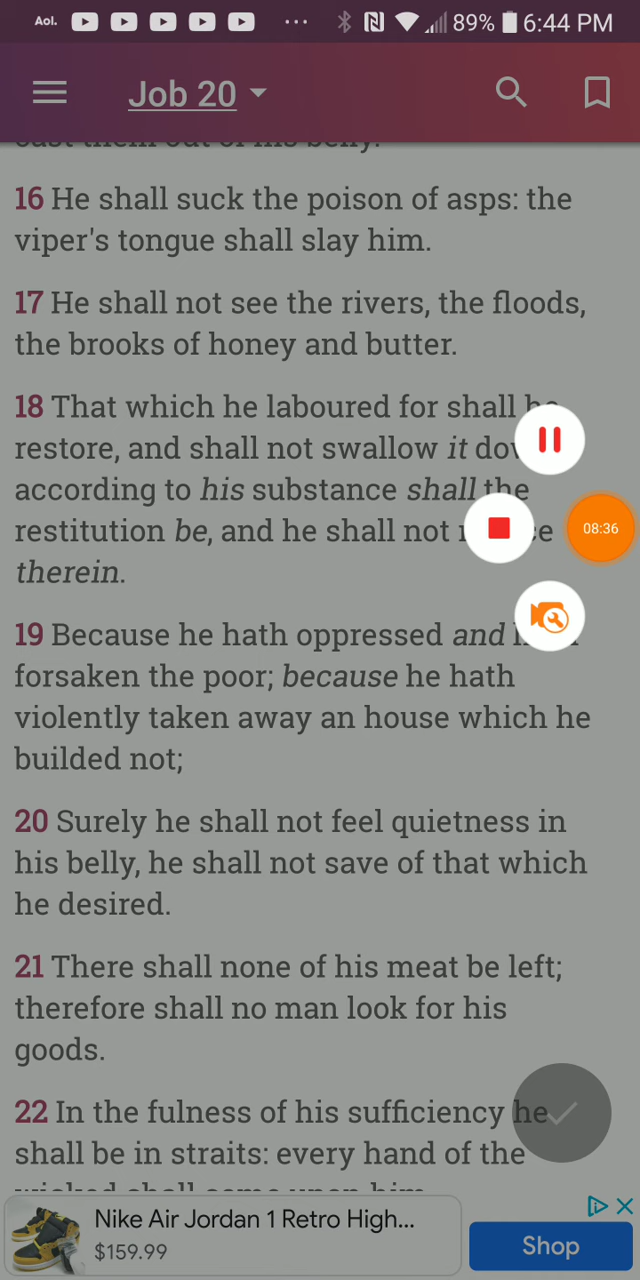 Aol. 89% 6:44 PM
Job 20
16 He shall suck the poison of asps: the
viper's tongue shall slay him.
17 He shall not see the rivers, the floods,
the brooks of honey and butter.
18 That which he laboured for shall
restore, and shall not swallow it
according to his substance shall the
restitution be, and he shall not
08:36
therein.
19 Because he hath oppressed and
forsaken the poor; because he hath
violently taken away an house which he
builded not;
20 Surely he shall not feel quietness in
his belly, he shall not save of that which
he desired.
21 There shall none of his meat be left;
therefore shall no man look for his
goods.
22 In the fulness of his sufficiency he
shall be in straits: every hand of the
Nike Air Jordan 1 Retro High...
$159.99
Shop